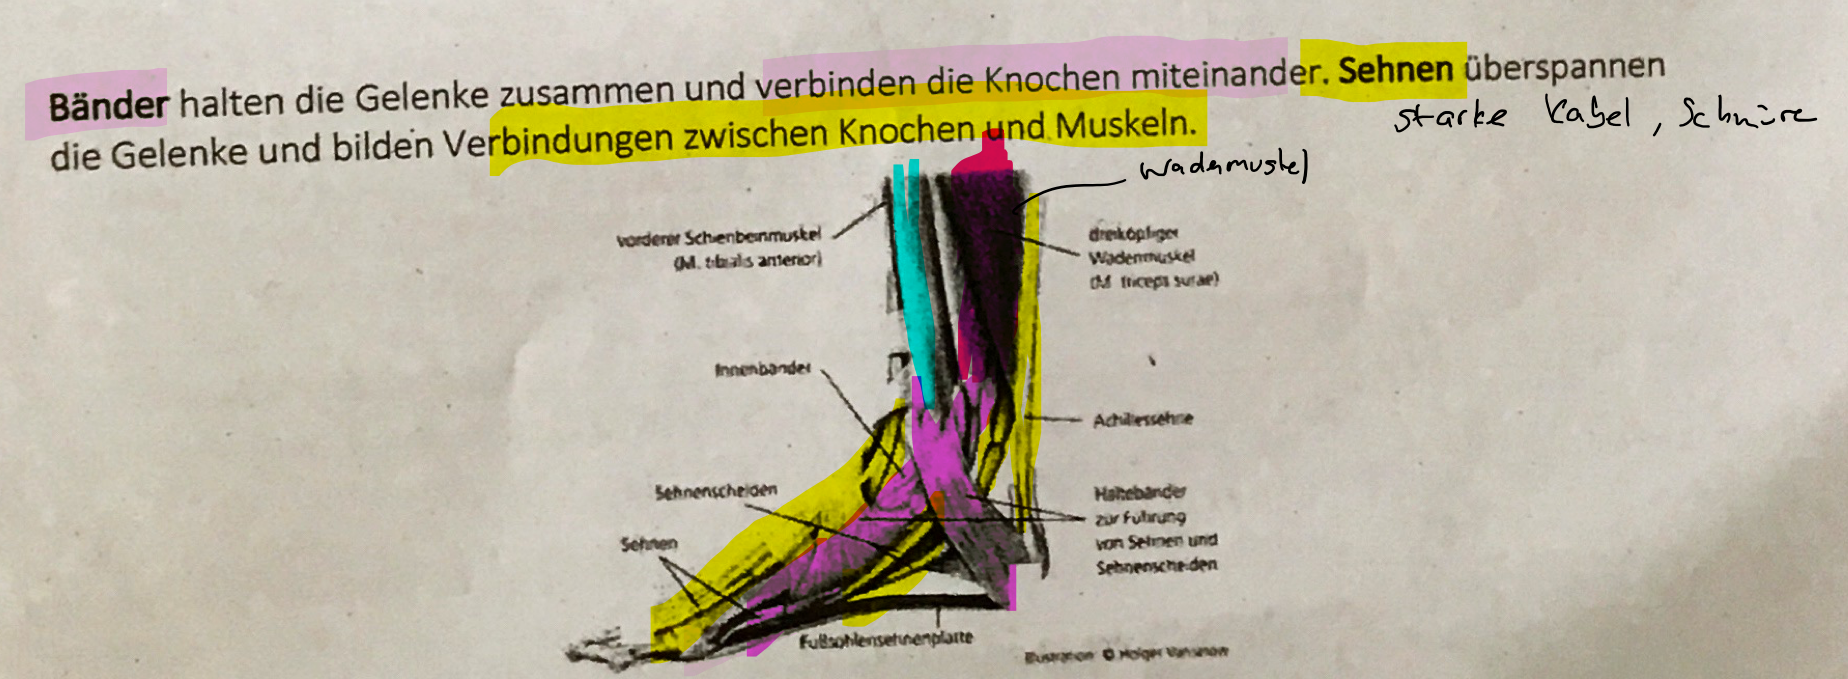 Bänder halten die Gelenke zusammen und verbinden die Knochen miteinander. Sehnen überspannen
die Gelenke und bilden Verbindungen zwischen Knochen und Muskeln.
starke Kabel, Schnüre
Wadenmuskel
vorderer Schienbeinmuskel
(M. tibialis anterior)
dreiköpfiger
Wadenmuskel
(M. triceps surae)
Innenbänder
Achillessehne
Sehnenscheiden
Haltebänder
zur Führung
von Sehnen und
Sehnenscheiden
Sehnen
Fußsohlensehnenplatte
Illustration: © Holger Vanselow